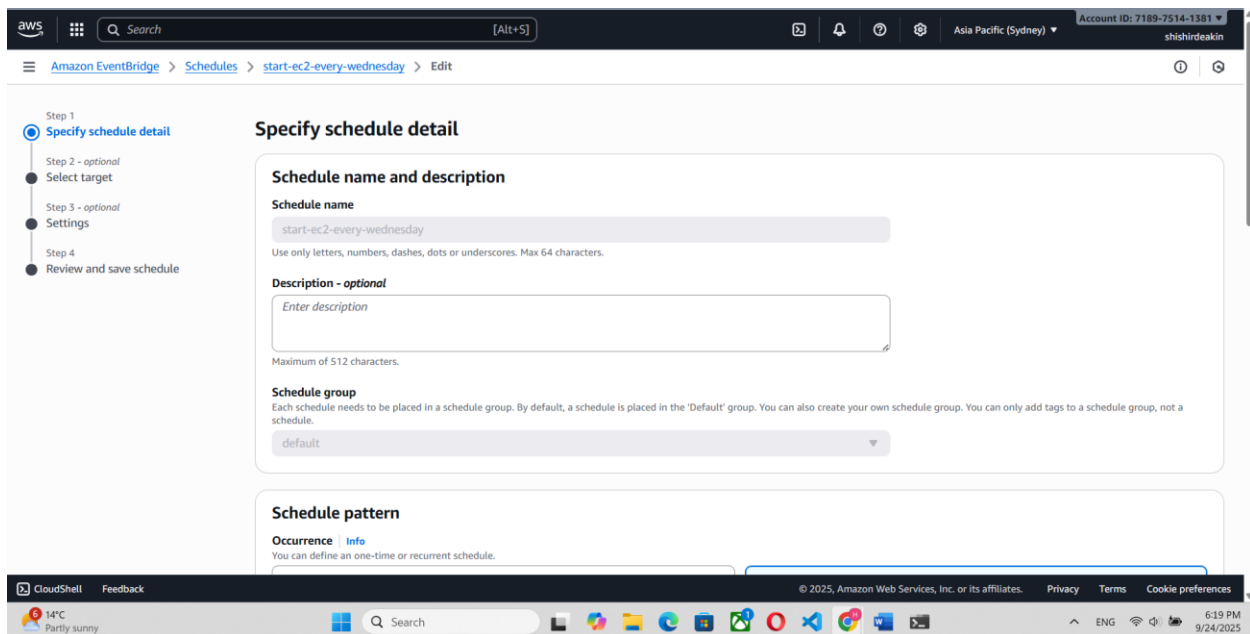 aws
Search [Alt+S]
Asia Pacific (Sydney) ▼
Account ID: 7189-7514-1381 ▼
shishirdeakin
Amazon EventBridge > Schedules > start-ec2-every-wednesday > Edit
Step 1
Specify schedule detail
Step 2 - optional
Select target
Step 3 - optional
Settings
Step 4
Review and save schedule
Specify schedule detail
Schedule name and description
Schedule name
start-ec2-every-wednesday
Use only letters, numbers, dashes, dots or underscores. Max 64 characters.
Description - optional
Enter description
Maximum of 512 characters.
Schedule group
Each schedule needs to be placed in a schedule group. By default, a schedule is placed in the 'Default' group. You can also create your own schedule group. You can only add tags to a schedule group, not a
schedule.
default
Schedule pattern
Occurrence Info
You can define an one-time or recurrent schedule.
CloudShell Feedback
© 2025, Amazon Web Services, Inc. or its affiliates. Privacy Terms Cookie preferences
6
14°C
Partly sunny
Search
1
ENG
6:19 PM
9/24/2025